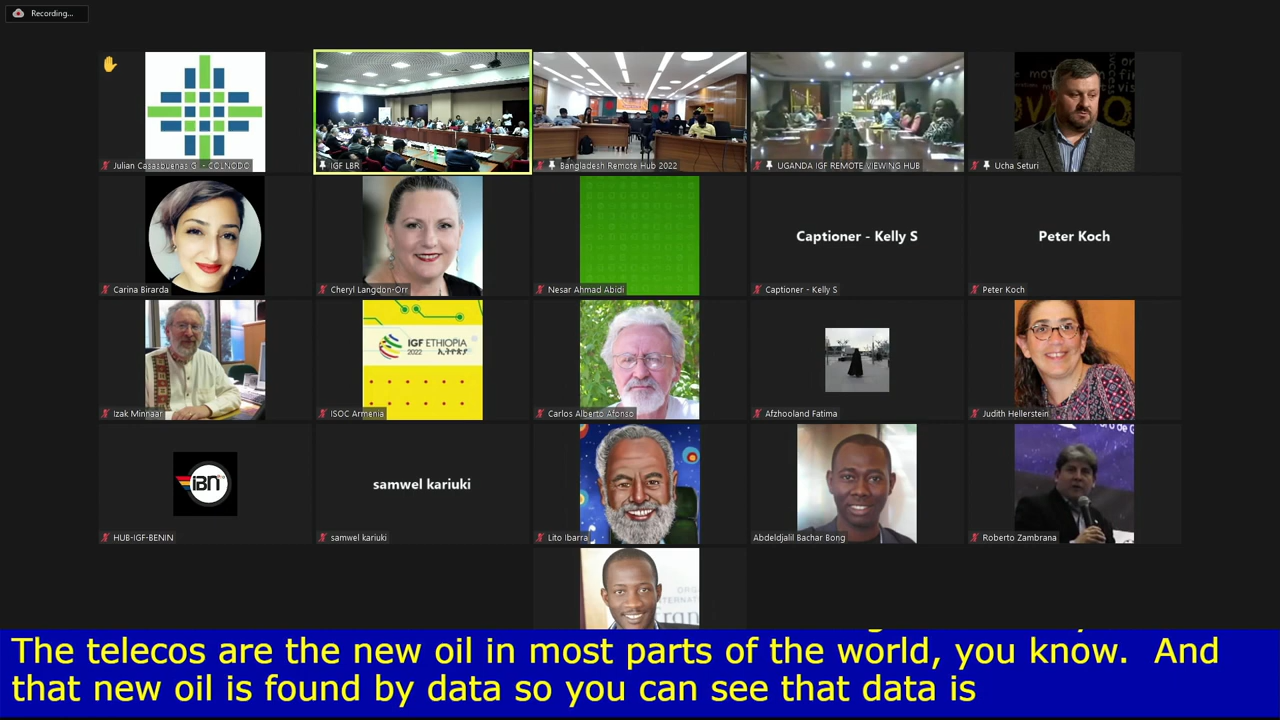 Recording...
Julian Casasbuenas G. - COLNODO
IGF LBR
Bangladesh Remote Hub 2022
UGANDA IGF REMOTE VIEWING HUB
Ucha Seturi
Carina Birarda
Cheryl Langdon-Orr
Nesar Ahmad Abidi
Captioner - Kelly S
Captioner - Kelly S
Peter Koch
Peter Koch
Izak Minnaar
IGF ETHIOPIA
2022 ኢትዮጵያ
ISOC Armenia
Carlos Alberto Afonso
Afzhooland Fatima
Judith Hellerstein
iBN
HUB-IGF-BENIN
samwel kariuki
samwel kariuki
Lito Ibarra
Abdeldjalil Bachar Bong
Roberto Zambrana
The telecos are the new oil in most parts of the world, you know.  And
that new oil is found by data so you can see that data is